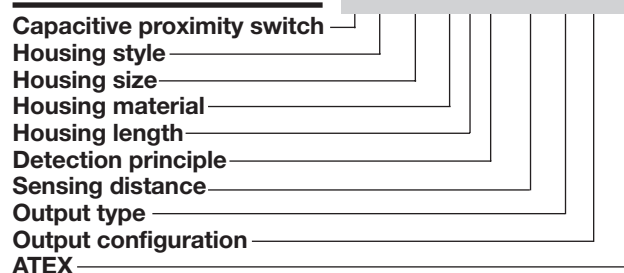 Capacitive proximity switch
Housing style
Housing size
Housing material
Housing length
Detection principle
Sensing distance
Output type
Output configuration
ATEX